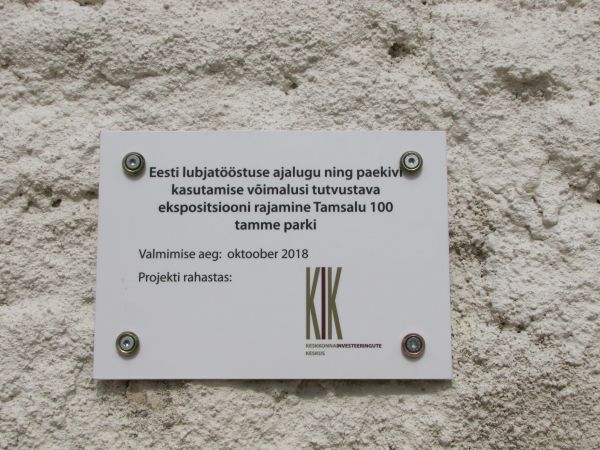 Eesti lubjatööstuse ajalugu ning paekivi
kasutamise võimalusi tutvustava
ekspositsiooni rajamine Tamsalu 100
tamme parki
Valmimise aeg: oktoober 2018
Projekti rahastas:
KIK
KESKKONNAINVESTEERINGUTE
KESKUS